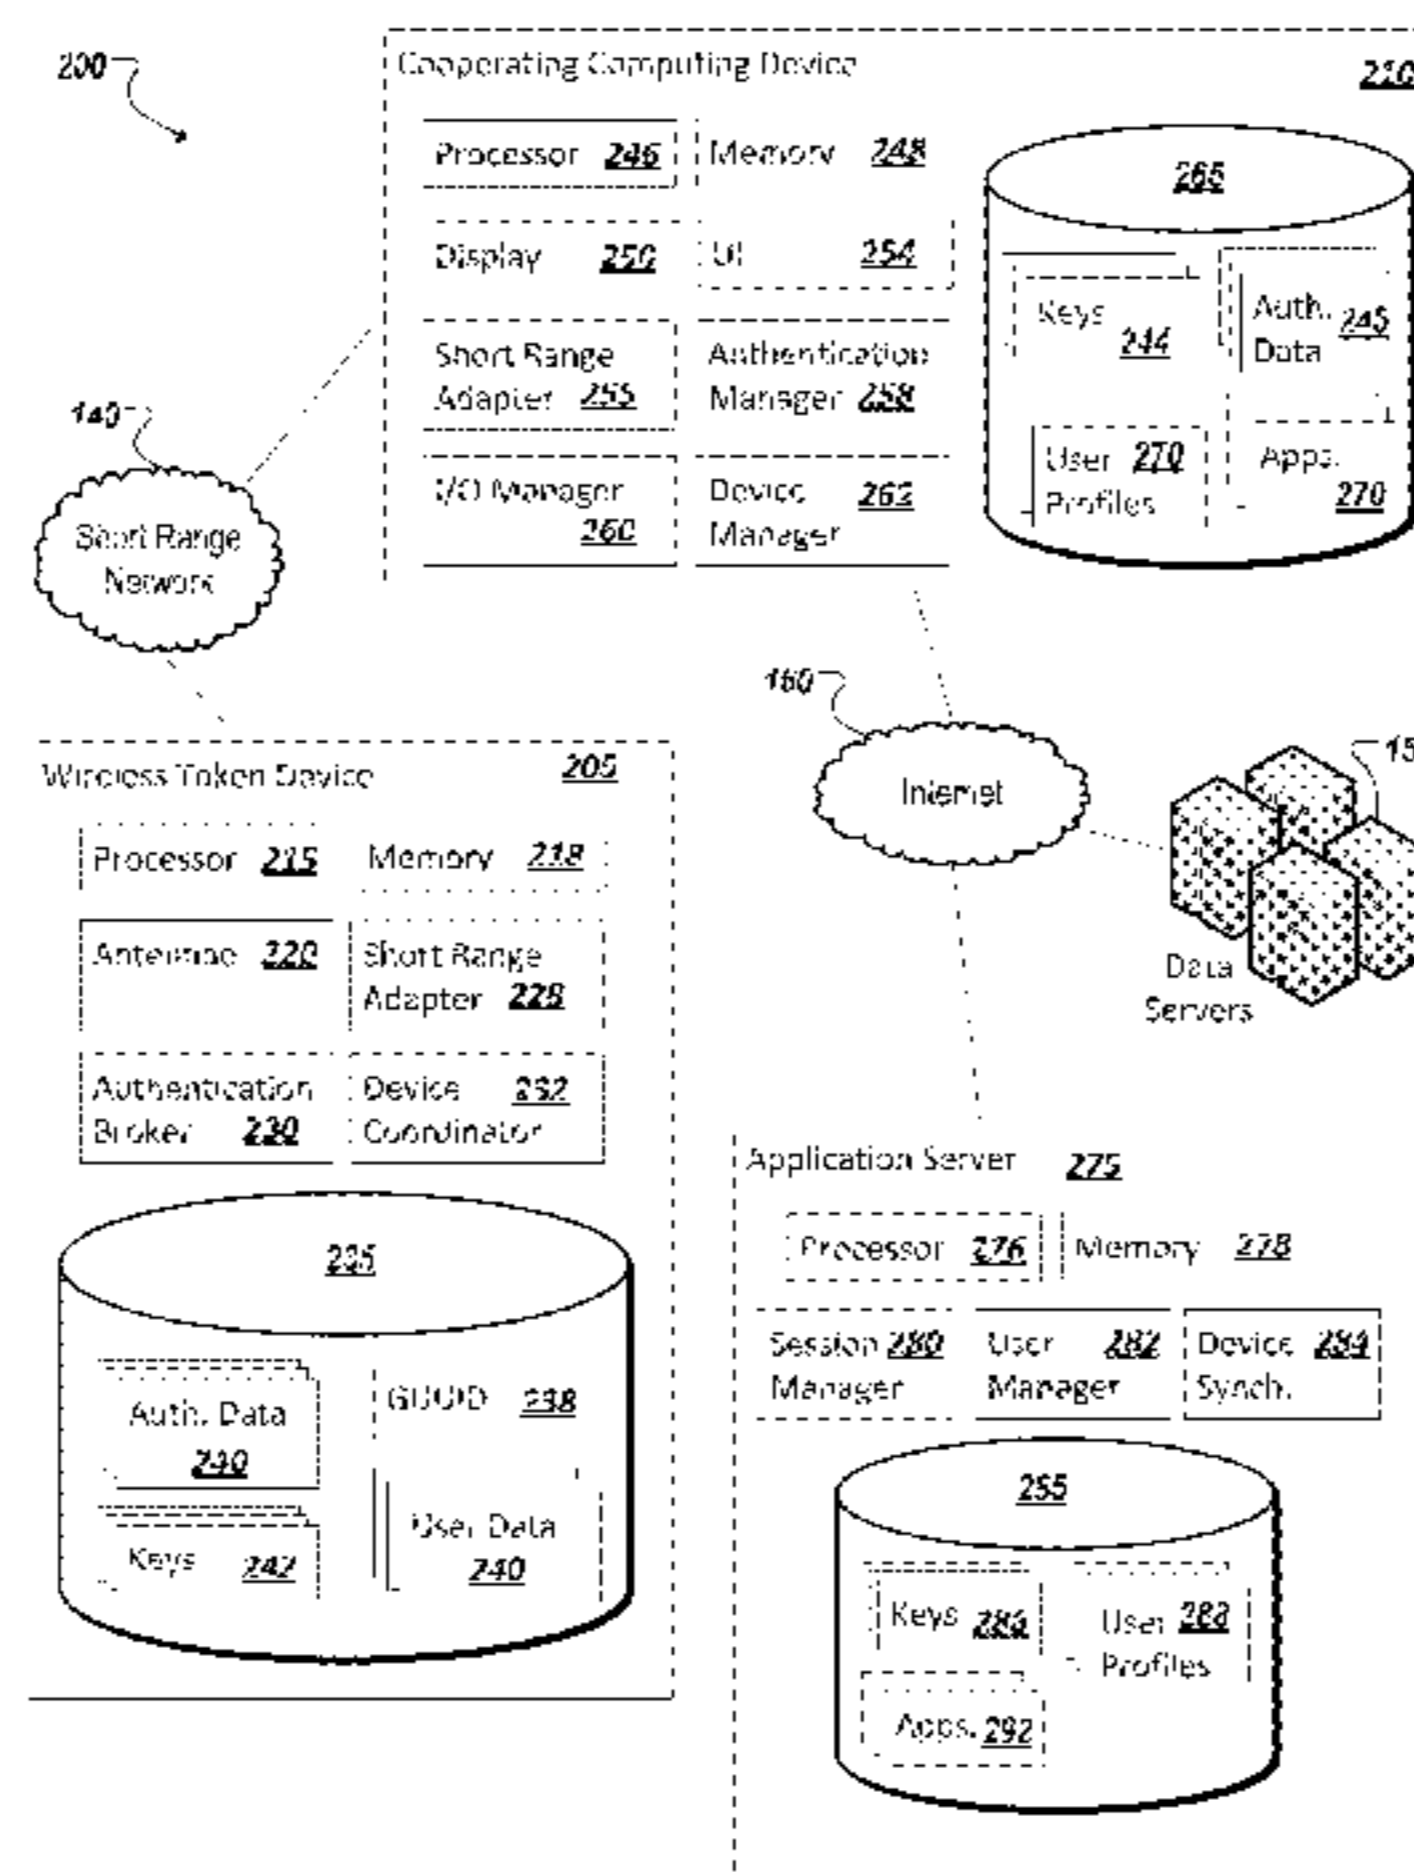 200
Cooperating Computing Device
210
Processor 246
Memory 248
265
Display 250
UI 254
Keys
244
Auth. 245
Data
Short Range
Adapter 255
Authentication
Manager 258
140
User 270
Profiles
Apps.
270
I/O Manager
260
Device 262
Manager
Short Range
Network
160
Internet
15
Data
Servers
Wireless Token Device 205
Processor 215
Memory 218
Antennae 220
Short Range
Adapter 228
Authentication
Broker 230
Device 232
Coordinator
235
Auth. Data
240
GUUID 238
Keys 242
User Data
240
Application Server 275
Processor 276
Memory 278
Session 280
Manager
User 282
Manager
Device 284
Synch.
Keys
User 288
Profiles
Apps. 292